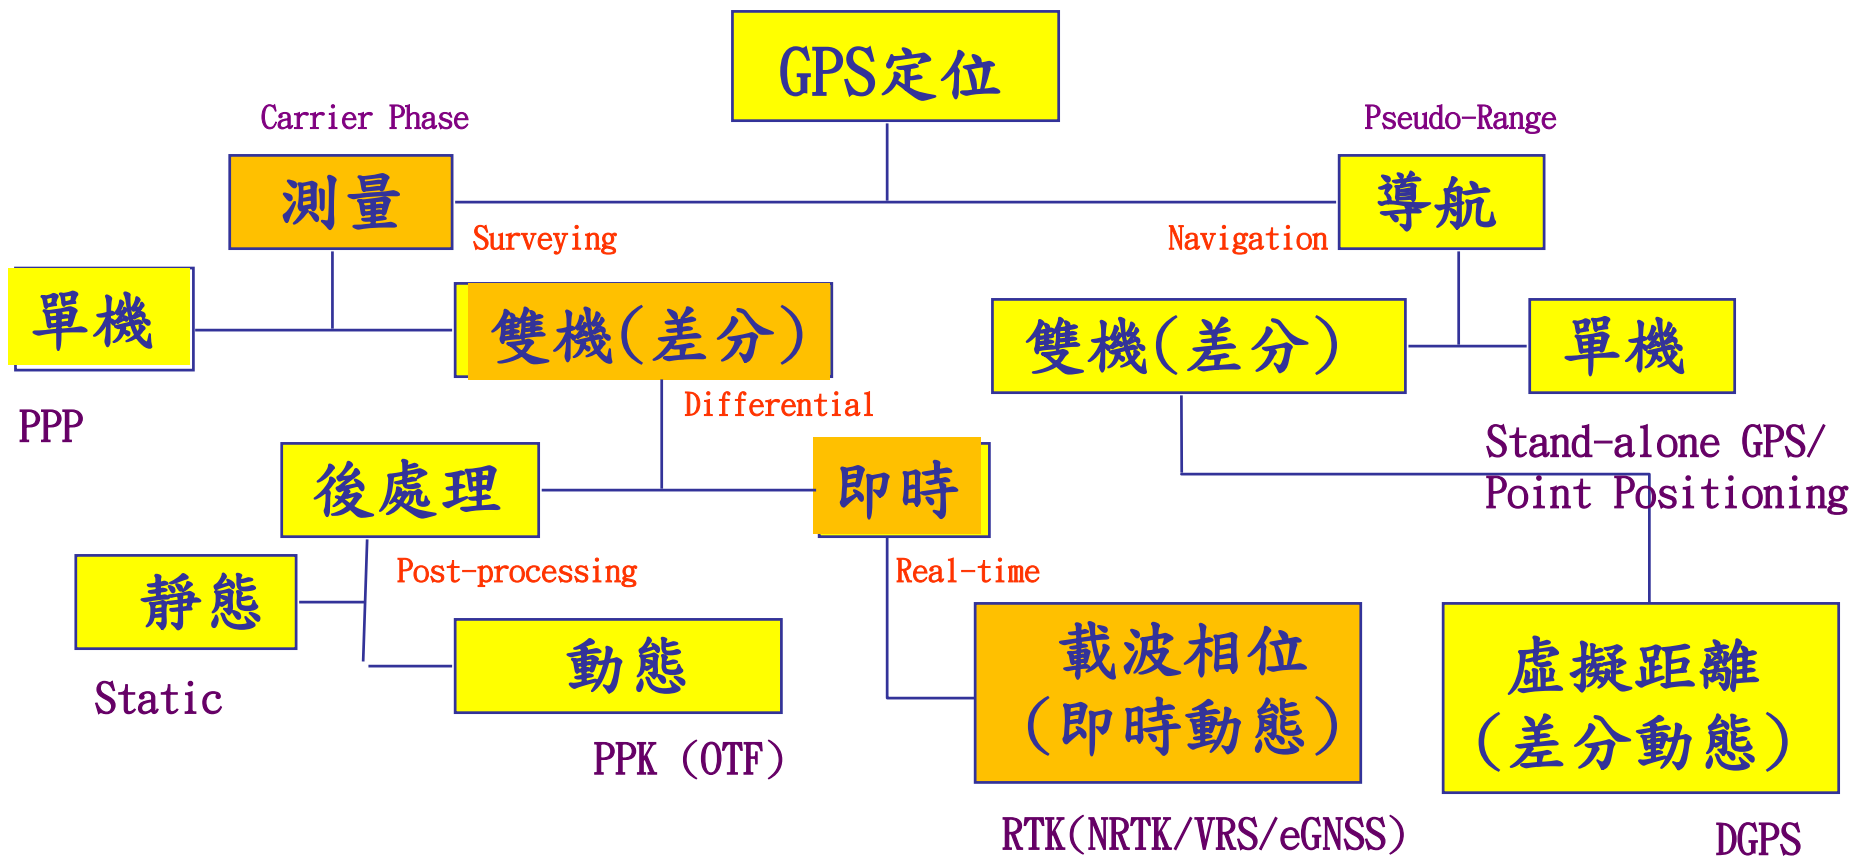 GPS定位
Carrier Phase
Pseudo-Range
測量
導航
Surveying
Navigation
單機
雙機(差分)
雙機(差分)
單機
Differential
PPP
Stand-alone GPS/
Point Positioning
後處理
即時
Post-processing
Real-time
靜態
動態
載波相位
(即時動態)
虛擬距離
(差分動態)
Static
PPK (OTF)
RTK(NRTK/VRS/eGNSS)
DGPS